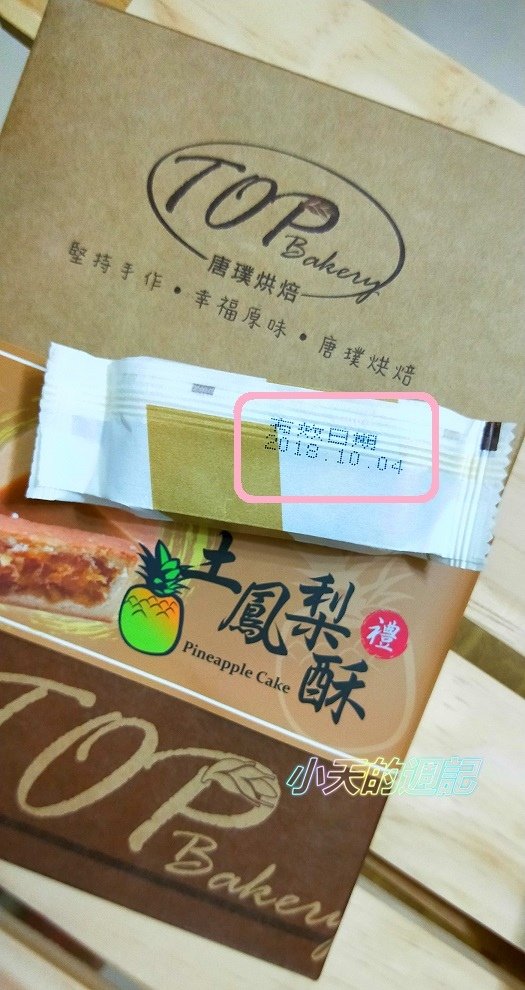 TOP
Bakery
唐璞烘焙
堅持手作・幸福原味・唐璞烘焙
有效日期
2018.10.04
土鳳梨酥
禮
Pineapple Cake
小天的週記
TOP
Bakery